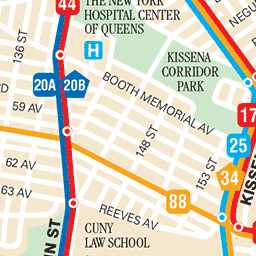 44
THE NEW YORK
HOSPITAL CENTER
OF QUEENS
136 ST
H
KISSENA
CORRIDOR
PARK
20A
20B
BOOTH MEMORIAL AV
59 AV
17
148 ST
25
62 AV
153 ST
34
KISSE
63 AV
88
REEVES AV
N ST
CUNY
LAW SCHOOL